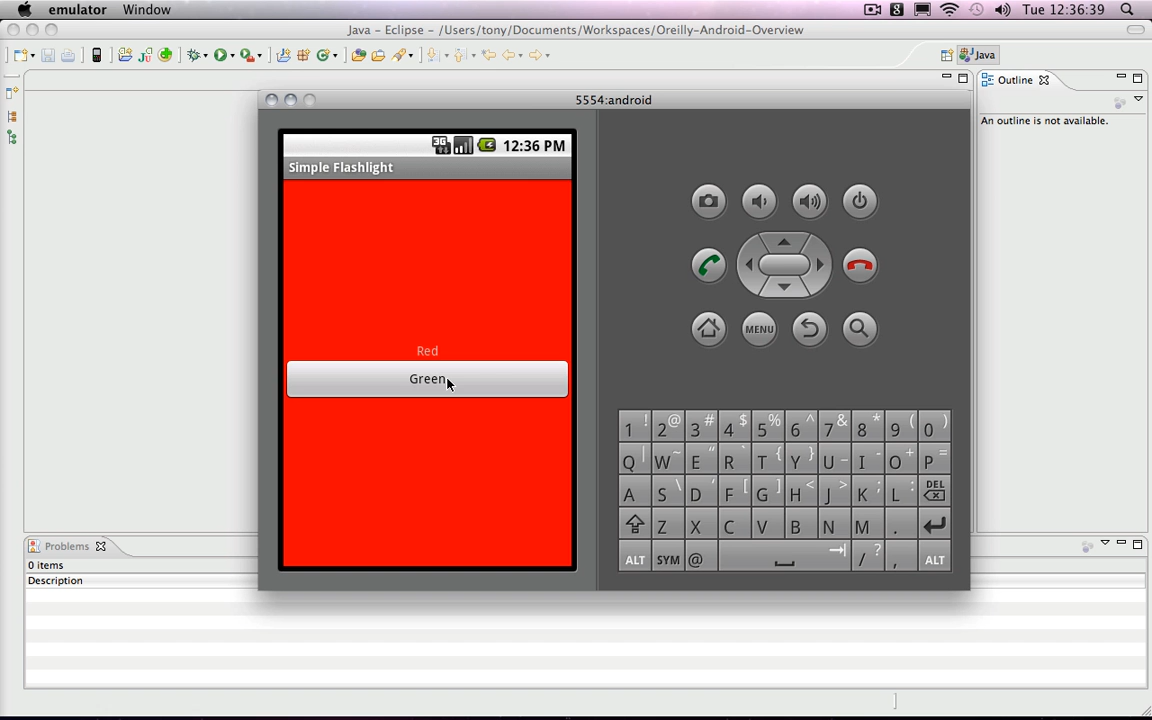 emulator Window
8 Tue 12:36:39
Java - Eclipse - /Users/tony/Documents/Workspaces/Oreilly-Android-Overview
Java
Outline
An outline is not available.
5554:android
3G 12:36 PM
Simple Flashlight
Red
Green
MENU
1 ! 2 @ 3 # 4 $ 5 % 6 ^ 7 & 8 * 9 ( 0 )
Q | W ~ E " R ` T { Y } U _ I - O + P =
A S \ D ' F [ G ] H < J > K ; L : DEL
Z X C V B N M .
ALT SYM @ / ? , ALT
Problems
0 items
Description